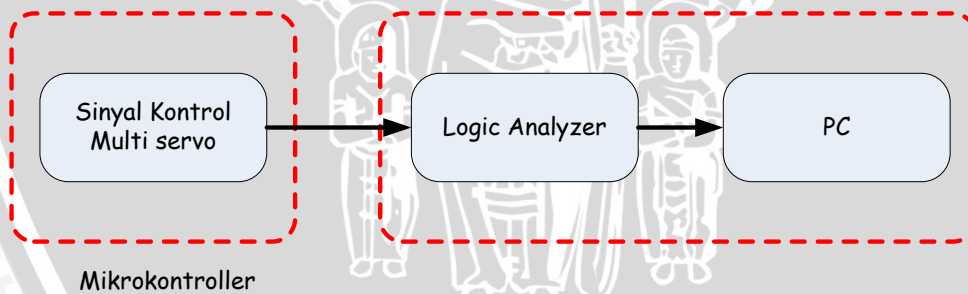 Sinyal Kontrol
Multi servo
Logic Analyzer
PC
Mikrokontroller